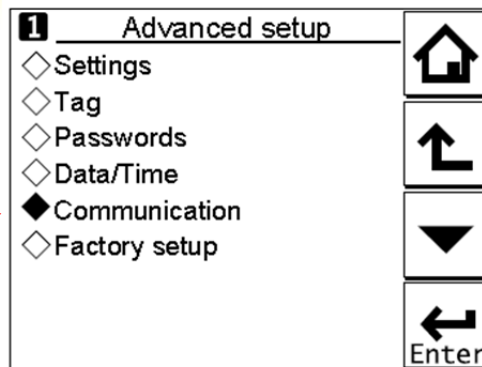 1 Advanced setup
Settings
Tag
Passwords
Data/Time
Communication
Factory setup
Enter